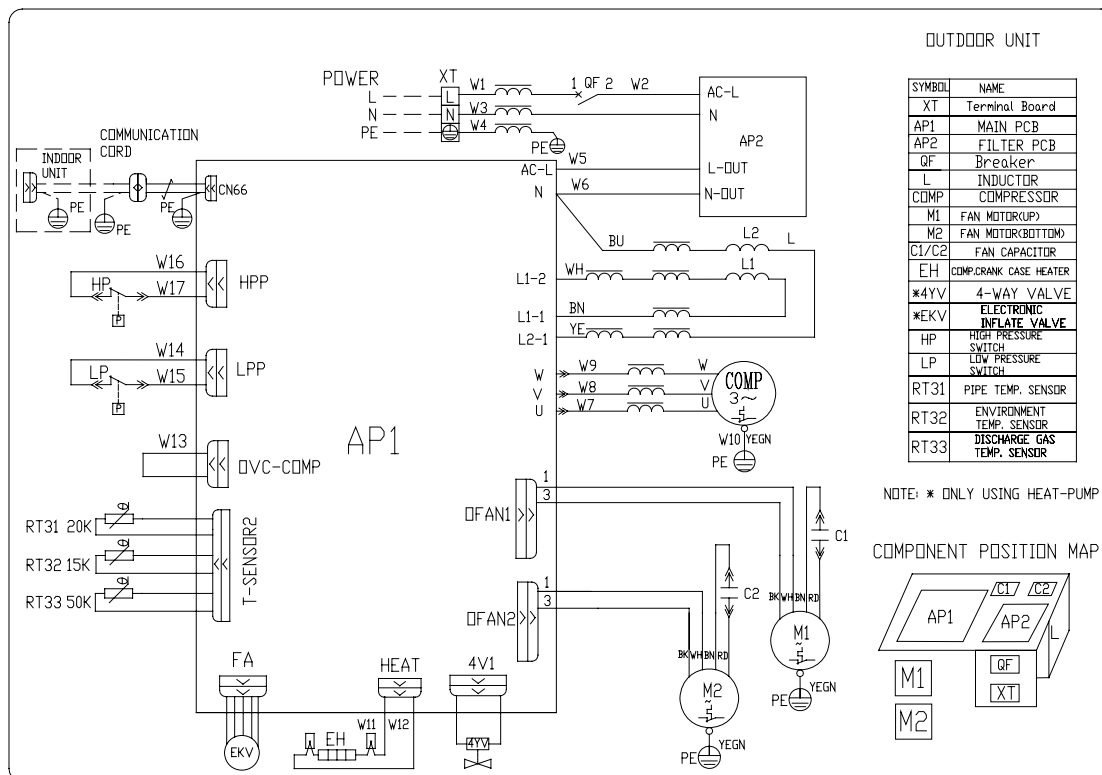 OUTDOOR UNIT
POWER
XT
L
N
PE
L
N
W1
W3
W4
1 QF 2
W2
PE
AC-L
N
AP2
L-OUT
N-OUT
W5
W6
COMMUNICATION
CORD
INDOOR
UNIT
PE
PE
PE
CN66
AC-L
N
BU
L2
L
WH
L1
L1-2
BN
L1-1
YE
L2-1
W16
HP
W17
P
HPP
W14
LP
W15
P
LPP
W
V
U
W9
W8
W7
W
V
U
COMP
3~
W10
YEGN
PE
AP1
W13
OVC-COMP
RT31 20K
θ
RT32 15K
θ
RT33 50K
θ
T-SENSOR2
OFAN1
1
3
C1
OFAN2
1
3
C2
BK WH BN RD
M1
~
YEGN
PE
BK WH BN RD
M2
~
YEGN
PE
FA
EKV
HEAT
W11
W12
EH
4V1
4YV
SYMBOL NAME
XT Terminal Board
AP1 MAIN PCB
AP2 FILTER PCB
QF Breaker
L INDUCTOR
COMP COMPRESSOR
M1 FAN MOTOR(UP)
M2 FAN MOTOR(BOTTOM)
C1/C2 FAN CAPACITOR
EH COMP.CRANK CASE HEATER
*4YV 4-WAY VALVE
*EKV ELECTRONIC
INFLATE VALVE
HP HIGH PRESSURE
SWITCH
LP LOW PRESSURE
SWITCH
RT31 PIPE TEMP. SENSOR
RT32 ENVIRONMENT
TEMP. SENSOR
RT33 DISCHARGE GAS
TEMP. SENSOR
NOTE: * ONLY USING HEAT-PUMP
COMPONENT POSITION MAP
AP1
C1
C2
AP2
L
QF
XT
M1
M2